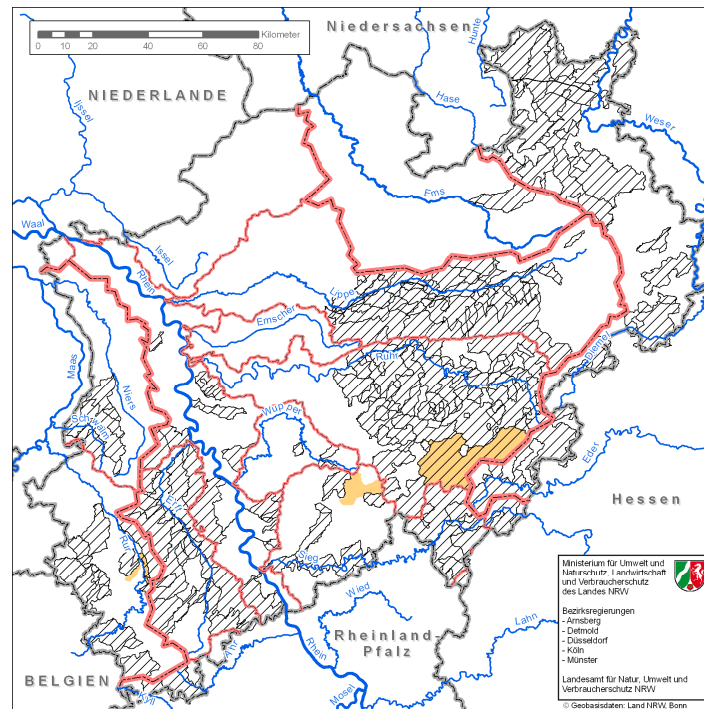 Kilometer
0 10 20 40 60 80
Niedersachsen
Hunte
Hase
NIEDERLANDE
Ijssel
Weser
Ems
Waal
Issel
Rhein
Lippe
Emscher
Ruhr
Diemel
Maas
Niers
Schwalm
Wupper
Eder
Erft
Hessen
Rur
Sieg
Wied
Lahn
Rheinland-
Pfalz
Ahr
Rhein
BELGIEN
Kyll
Mosel
Ministerium für Umwelt und
Naturschutz, Landwirtschaft
und Verbraucherschutz
des Landes NRW
Bezirksregierungen
- Arnsberg
- Detmold
- Düsseldorf
- Köln
- Münster
Landesamt für Natur, Umwelt und
Verbraucherschutz NRW
© Geobasisdaten: Land NRW, Bonn